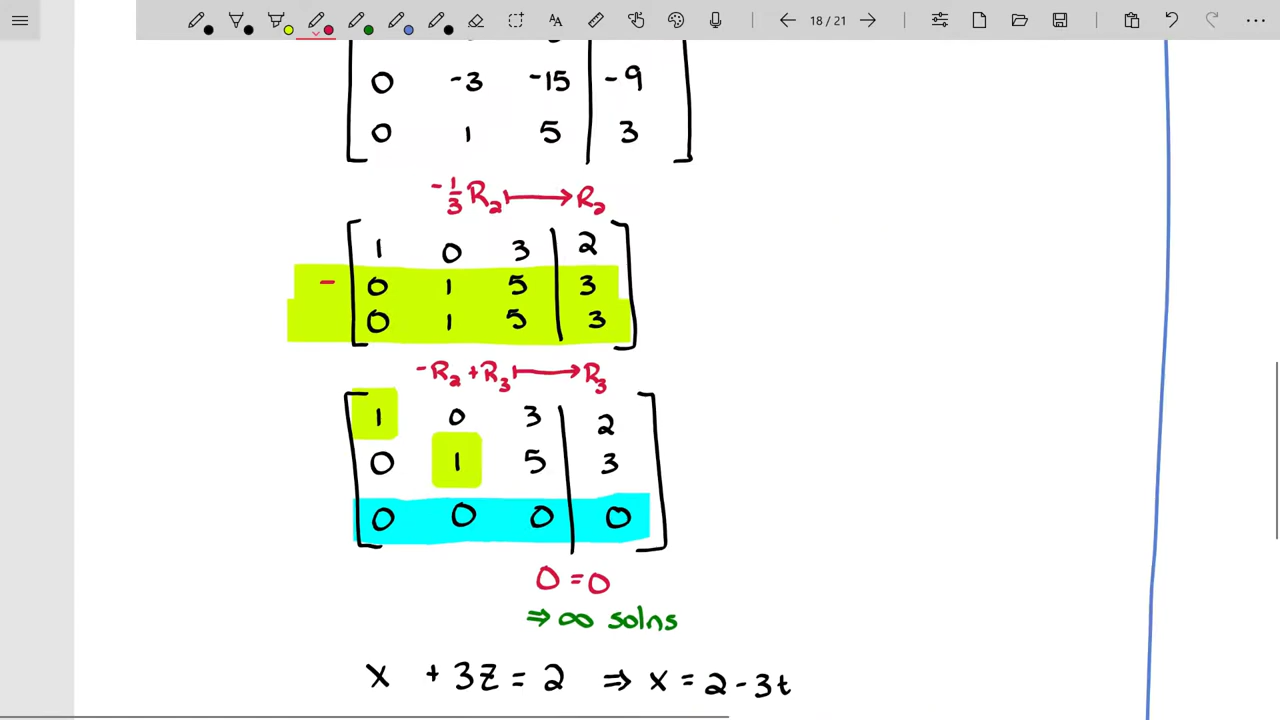 18 / 21
0 -3 -15 -9
0 1 5 3
-1/3 R₂ ↦ R₂
1 0 3 2
- 0 1 5 3
0 1 5 3
-R₂ + R₃ ↦ R₃
1 0 3 2
0 1 5 3
0 0 0 0
0 = 0
⇒ ∞ solns
x + 3z = 2 ⇒ x = 2 - 3t